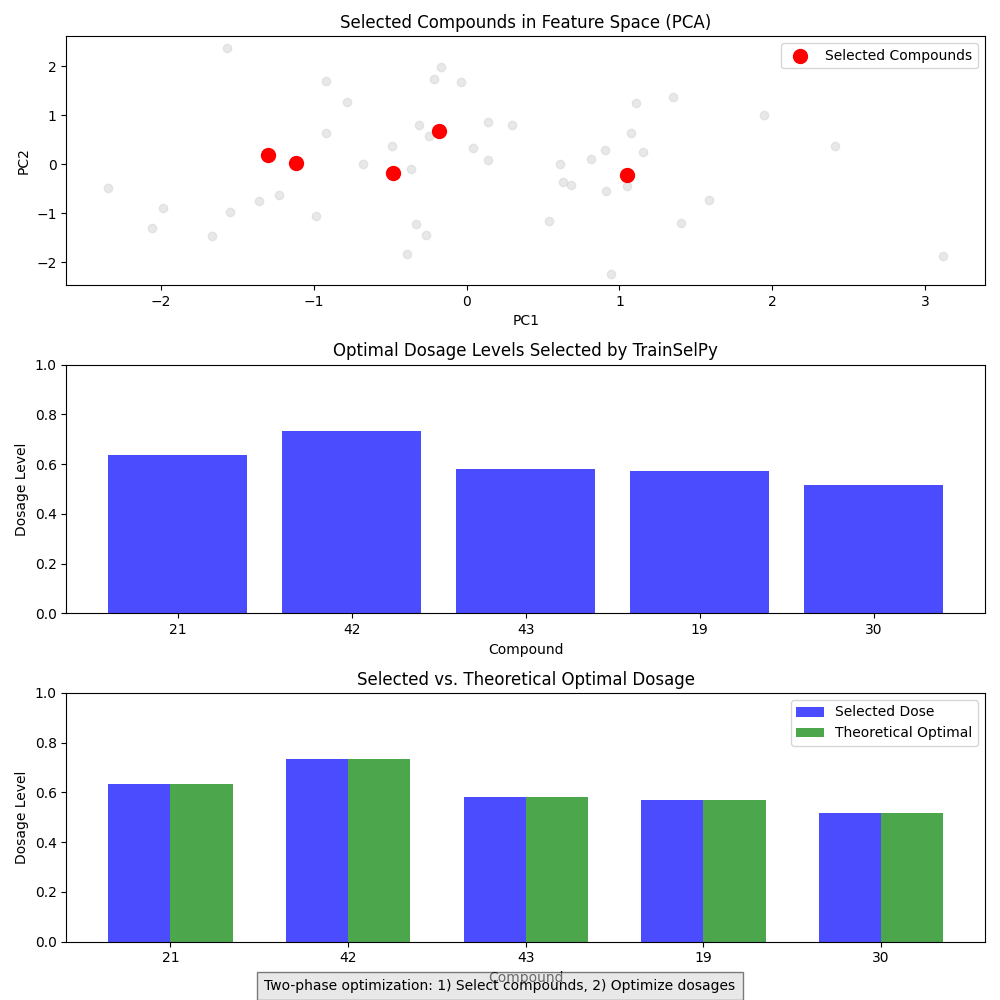 Selected Compounds in Feature Space (PCA)
Selected Compounds
2
1
0
−1
−2
PC2
−2 −1 0 1 2 3
PC1
Optimal Dosage Levels Selected by TrainSelPy
1.0
0.8
0.6
0.4
0.2
0.0
Dosage Level
21 42 43 19 30
Compound
Selected vs. Theoretical Optimal Dosage
Selected Dose
Theoretical Optimal
1.0
0.8
0.6
0.4
0.2
0.0
Dosage Level
21 42 43 19 30
Compound
Two-phase optimization: 1) Select compounds, 2) Optimize dosages